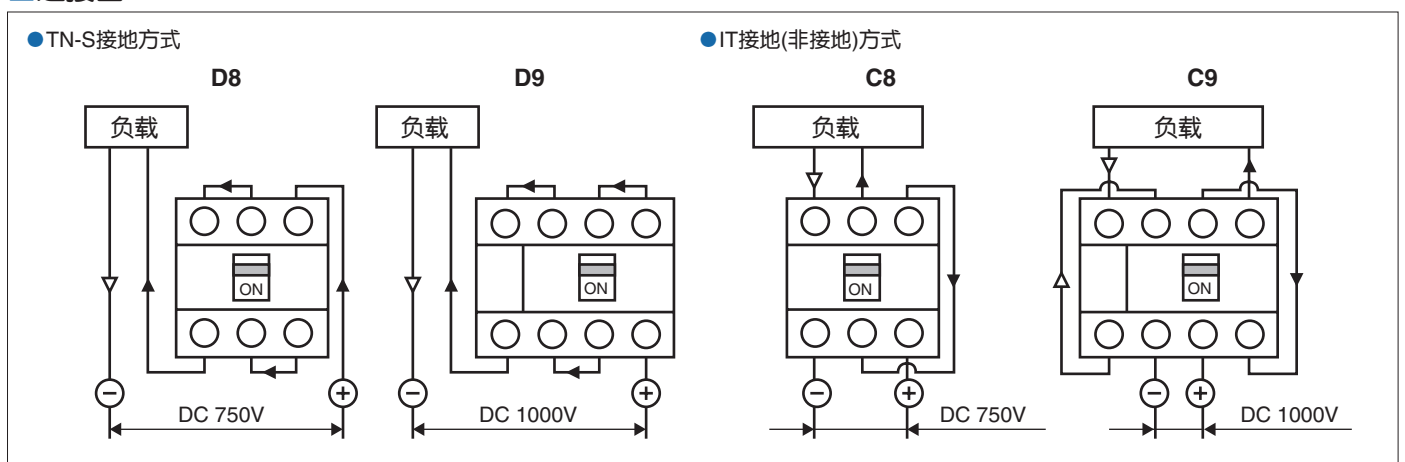 ●TN-S接地方式
●IT接地(非接地)方式
D8
D9
C8
C9
负载
负载
负载
负载
ON
ON
ON
ON
−
+
−
+
−
+
−
+
DC 750V
DC 1000V
DC 750V
DC 1000V